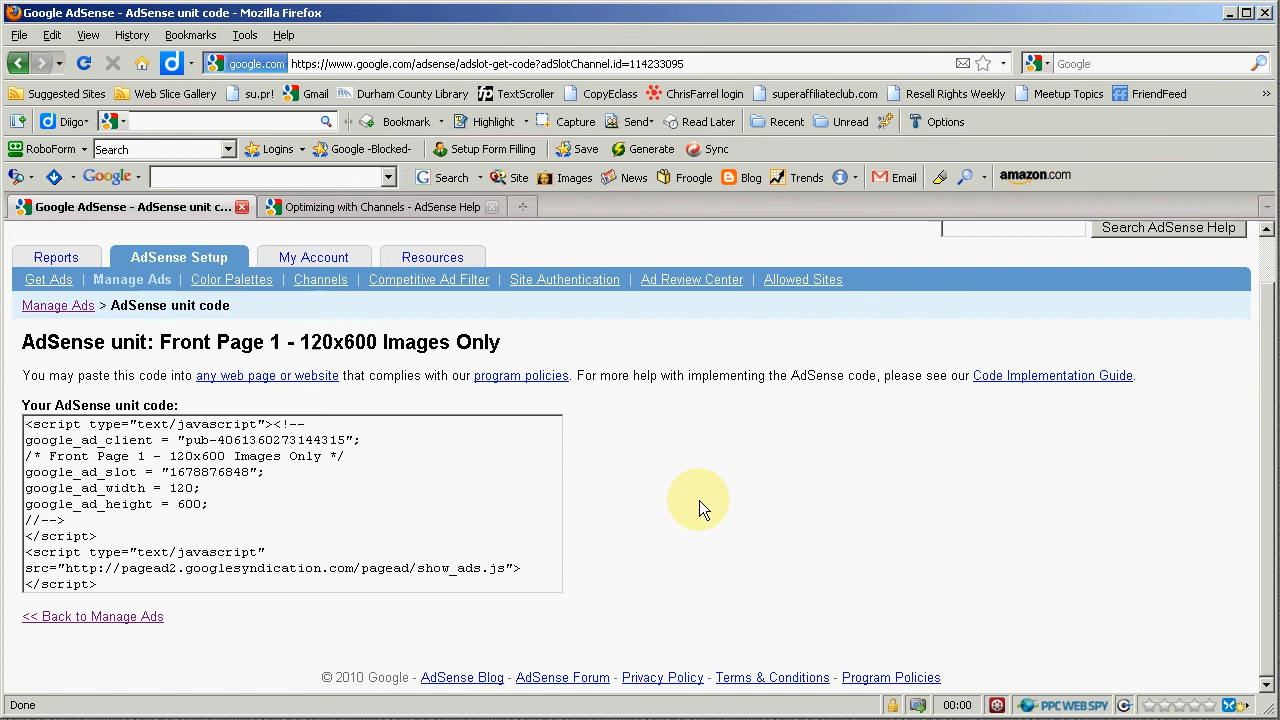 Google AdSense - AdSense unit code - Mozilla Firefox
File Edit View History Bookmarks Tools Help
google.com https://www.google.com/adsense/adslot-get-code?adSlotChannel.id=114233095 Google
Suggested Sites Web Slice Gallery su.pr! Gmail Durham County Library TextScroller CopyEclass ChrisFarrel login superaffiliateclub.com Resell Rights Weekly Meetup Topics FriendFeed »
Diigo Bookmark Highlight Capture Send Read Later Recent Unread Options
RoboForm Search Logins Google -Blocked- Setup Form Filling Save Generate Sync
Google Search Site Images News Froogle Blog Trends Email amazon.com
Google AdSense - AdSense unit c... Optimizing with Channels - AdSense Help
Search AdSense Help
Reports AdSense Setup My Account Resources
Get Ads | Manage Ads | Color Palettes | Channels | Competitive Ad Filter | Site Authentication | Ad Review Center | Allowed Sites
Manage Ads > AdSense unit code
AdSense unit: Front Page 1 - 120x600 Images Only
You may paste this code into any web page or website that complies with our program policies. For more help with implementing the AdSense code, please see our Code Implementation Guide.
Your AdSense unit code:
<script type="text/javascript"><!--
google_ad_client = "pub-4061360273144315";
/* Front Page 1 - 120x600 Images Only */
google_ad_slot = "1678876848";
google_ad_width = 120;
google_ad_height = 600;
//-->
</script>
<script type="text/javascript"
src="http://pagead2.googlesyndication.com/pagead/show_ads.js">
</script>
<< Back to Manage Ads
© 2010 Google - AdSense Blog - AdSense Forum - Privacy Policy - Terms & Conditions - Program Policies
Done 00:00 PPC WEB SPY